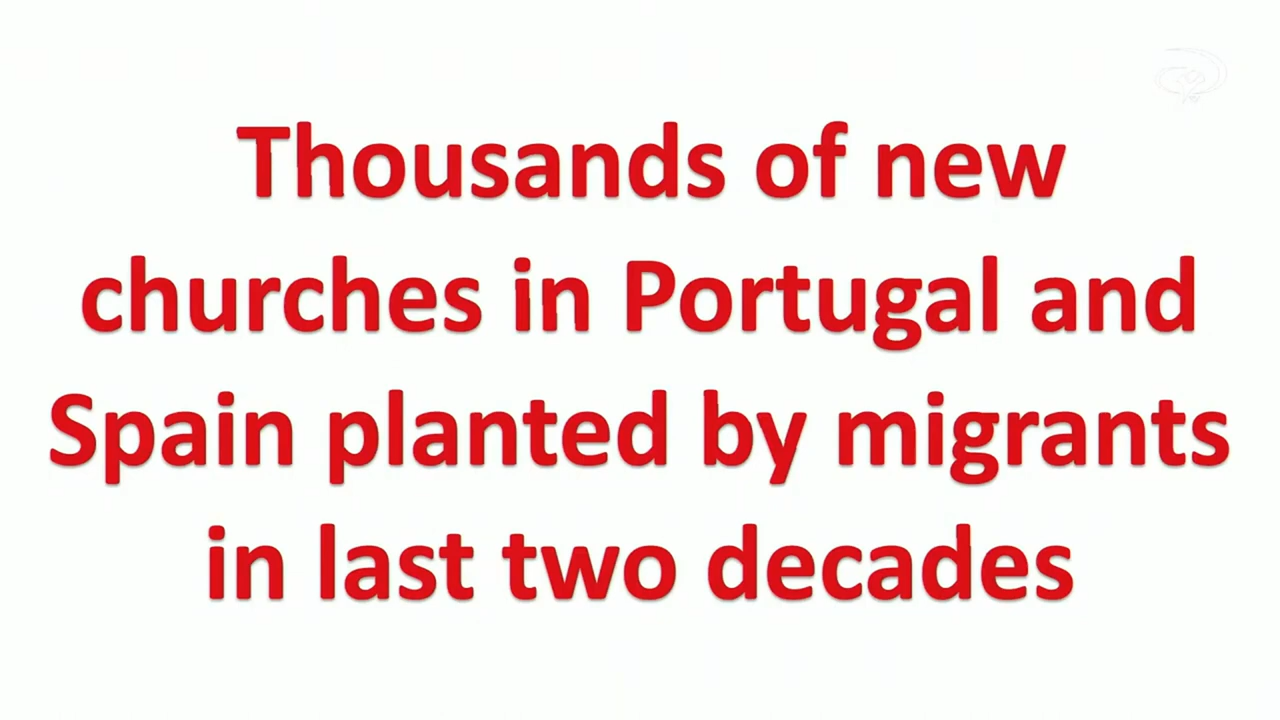 Thousands of new
churches in Portugal and
Spain planted by migrants
in last two decades